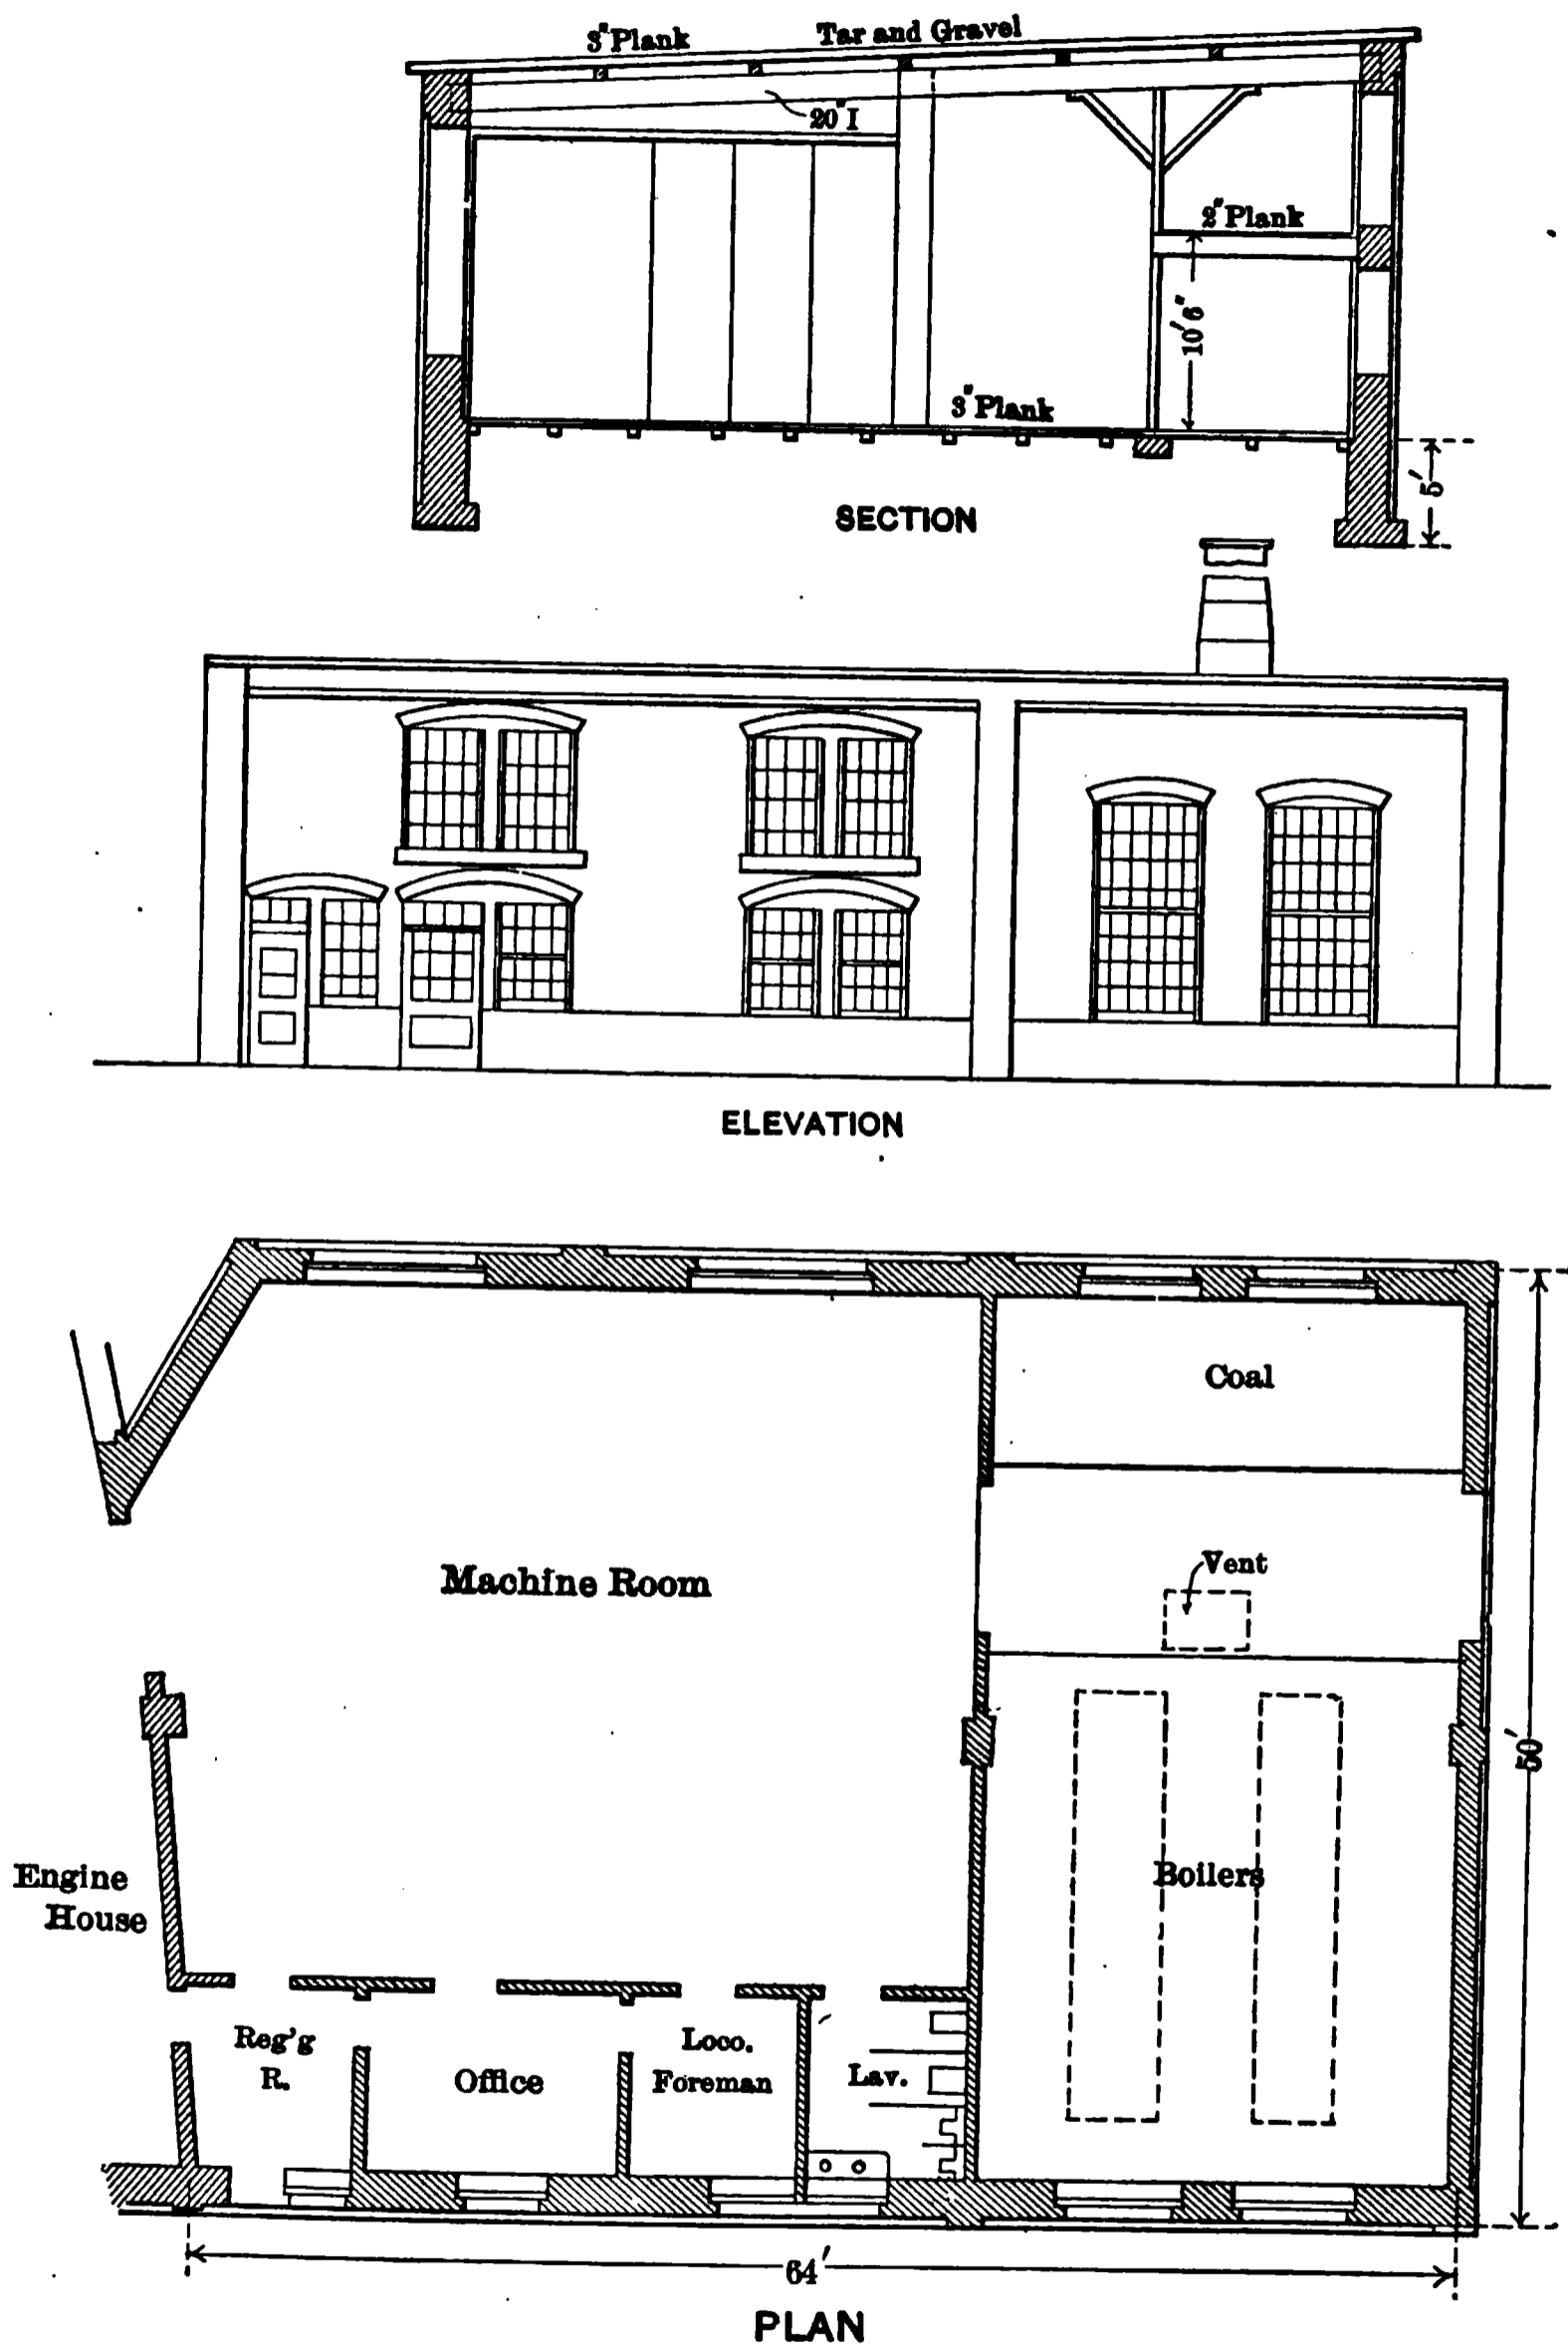 3" Plank
Tar and Gravel
20" I
2" Plank
10' 6"
3" Plank
5'
SECTION
ELEVATION
Coal
Vent
Machine Room
50'
Boilers
Engine
House
Reg'g
R.
Office
Loco.
Foreman
Lav.
64'
PLAN